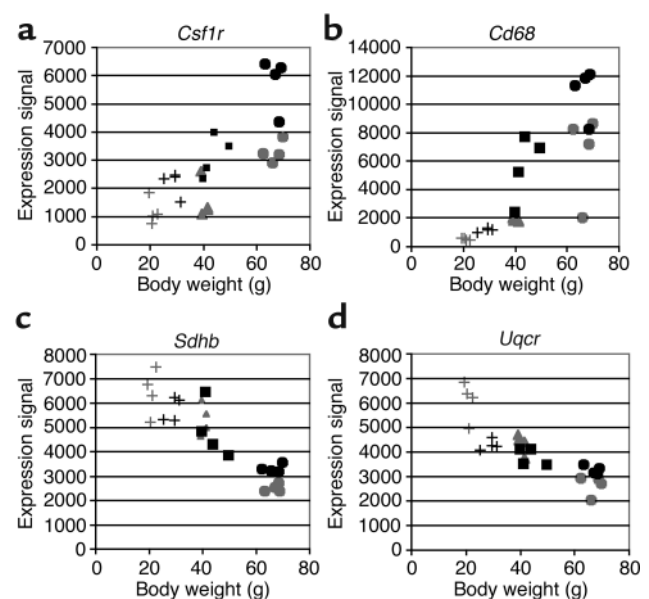 a
Csf1r
Expression signal
7000
6000
5000
4000
3000
2000
1000
0
0 20 40 60 80
Body weight (g)
b
Cd68
Expression signal
14000
12000
10000
8000
6000
4000
2000
0
0 20 40 60 80
Body weight (g)
c
Sdhb
Expression signal
8000
7000
6000
5000
4000
3000
2000
1000
0
0 20 40 60 80
Body weight (g)
d
Uqcr
Expression signal
8000
7000
6000
5000
4000
3000
2000
1000
0
0 20 40 60 80
Body weight (g)